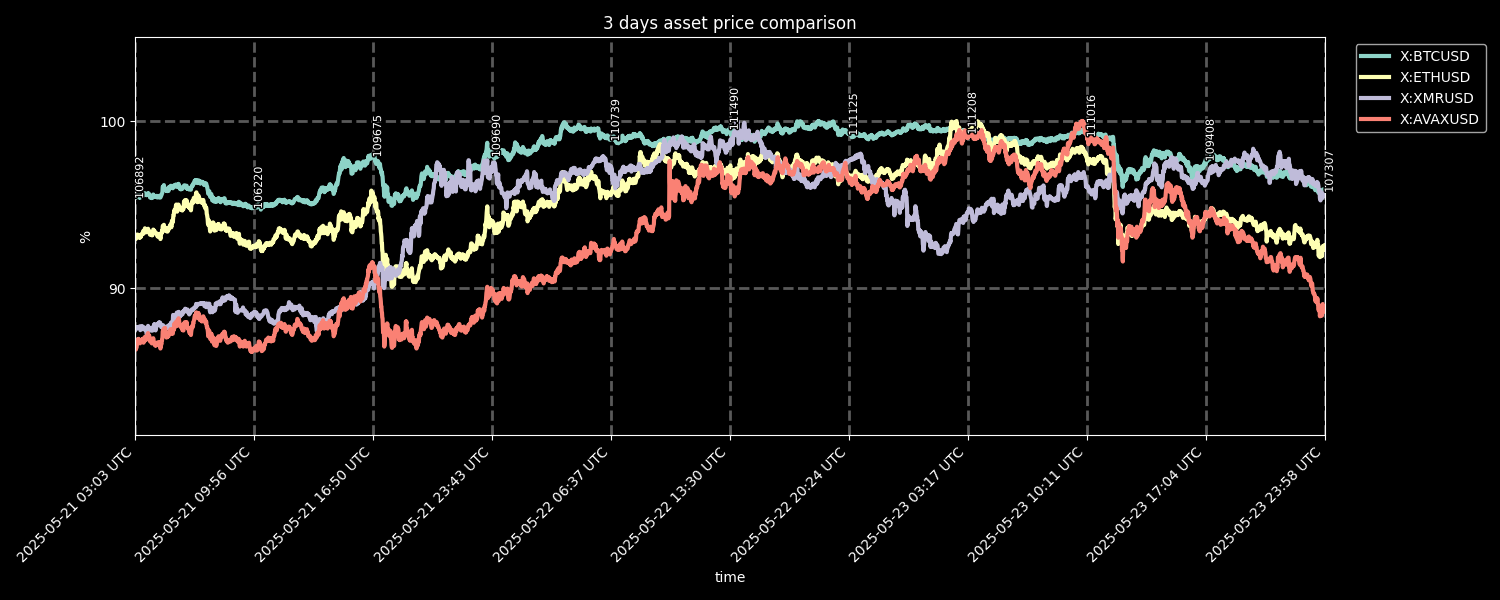 3 days asset price comparison
X:BTCUSD
X:ETHUSD
X:XMRUSD
X:AVAXUSD
%
100
90
106892
106220
109675
109690
110739
111490
111125
111208
111016
109408
107307
2025-05-21 03:03 UTC
2025-05-21 09:56 UTC
2025-05-21 16:50 UTC
2025-05-21 23:43 UTC
2025-05-22 06:37 UTC
2025-05-22 13:30 UTC
2025-05-22 20:24 UTC
2025-05-23 03:17 UTC
2025-05-23 10:11 UTC
2025-05-23 17:04 UTC
2025-05-23 23:58 UTC
time